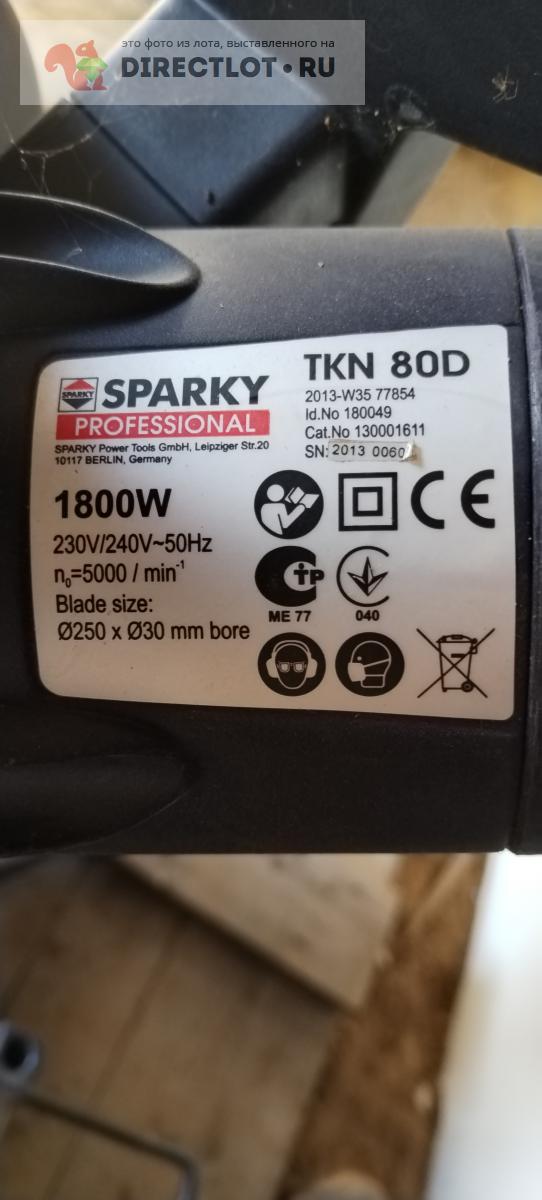 это фото из лота, выставленного на
DIRECTLOT.RU
SPARKY
SPARKY
PROFESSIONAL
SPARKY Power Tools GmbH, Leipziger Str.20
10117 BERLIN, Germany
TKN 80D
2013-W35 77854
Id.No 180049
Cat.No 130001611
SN: 2013 0060
1800W
230V/240V~50Hz
n₀=5000 / min⁻¹
Blade size:
Ø250 x Ø30 mm bore
CE
ME 77
040